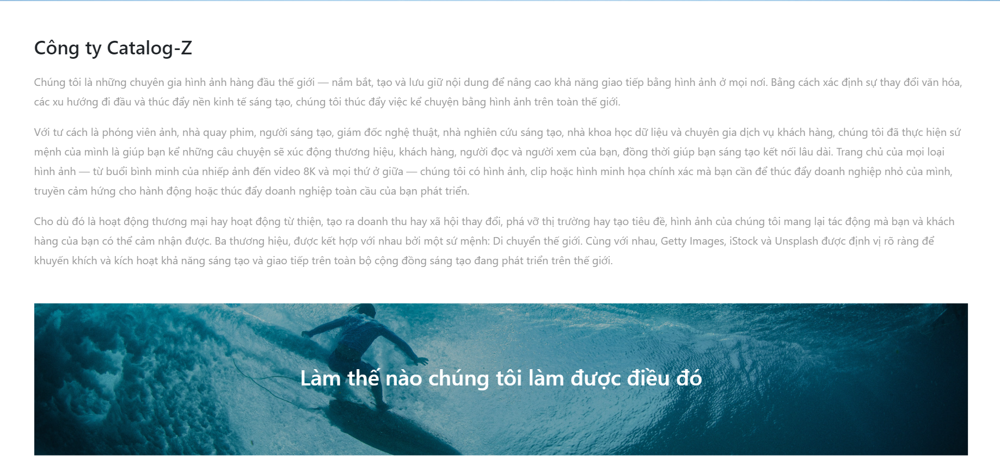 Công ty Catalog-Z
Chúng tôi là những chuyên gia hình ảnh hàng đầu thế giới — nắm bắt, tạo và lưu giữ nội dung để nâng cao khả năng giao tiếp bằng hình ảnh ở mọi nơi. Bằng cách xác định sự thay đổi văn hóa,
các xu hướng đi đầu và thúc đẩy nền kinh tế sáng tạo, chúng tôi thúc đẩy việc kể chuyện bằng hình ảnh trên toàn thế giới.
Với tư cách là phóng viên ảnh, nhà quay phim, người sáng tạo, giám đốc nghệ thuật, nhà nghiên cứu sáng tạo, nhà khoa học dữ liệu và chuyên gia dịch vụ khách hàng, chúng tôi đã thực hiện sứ
mệnh của mình là giúp bạn kể những câu chuyện sẽ xúc động thương hiệu, khách hàng, người đọc và người xem của bạn, đồng thời giúp bạn sáng tạo kết nối lâu dài. Trang chủ của mọi loại
hình ảnh — từ buổi bình minh của nhiếp ảnh đến video 8K và mọi thứ ở giữa — chúng tôi có hình ảnh, clip hoặc hình minh họa chính xác mà bạn cần để thúc đẩy doanh nghiệp nhỏ của mình,
truyền cảm hứng cho hành động hoặc thúc đẩy doanh nghiệp toàn cầu của bạn phát triển.
Cho dù đó là hoạt động thương mại hay hoạt động từ thiện, tạo ra doanh thu hay xã hội thay đổi, phá vỡ thị trường hay tạo tiêu đề, hình ảnh của chúng tôi mang lại tác động mà bạn và khách
hàng của bạn có thể cảm nhận được. Ba thương hiệu, được kết hợp với nhau bởi một sứ mệnh: Di chuyển thế giới. Cùng với nhau, Getty Images, iStock và Unsplash được định vị rõ ràng để
khuyến khích và kích hoạt khả năng sáng tạo và giao tiếp trên toàn bộ cộng đồng sáng tạo đang phát triển trên thế giới.
Làm thế nào chúng tôi làm được điều đó